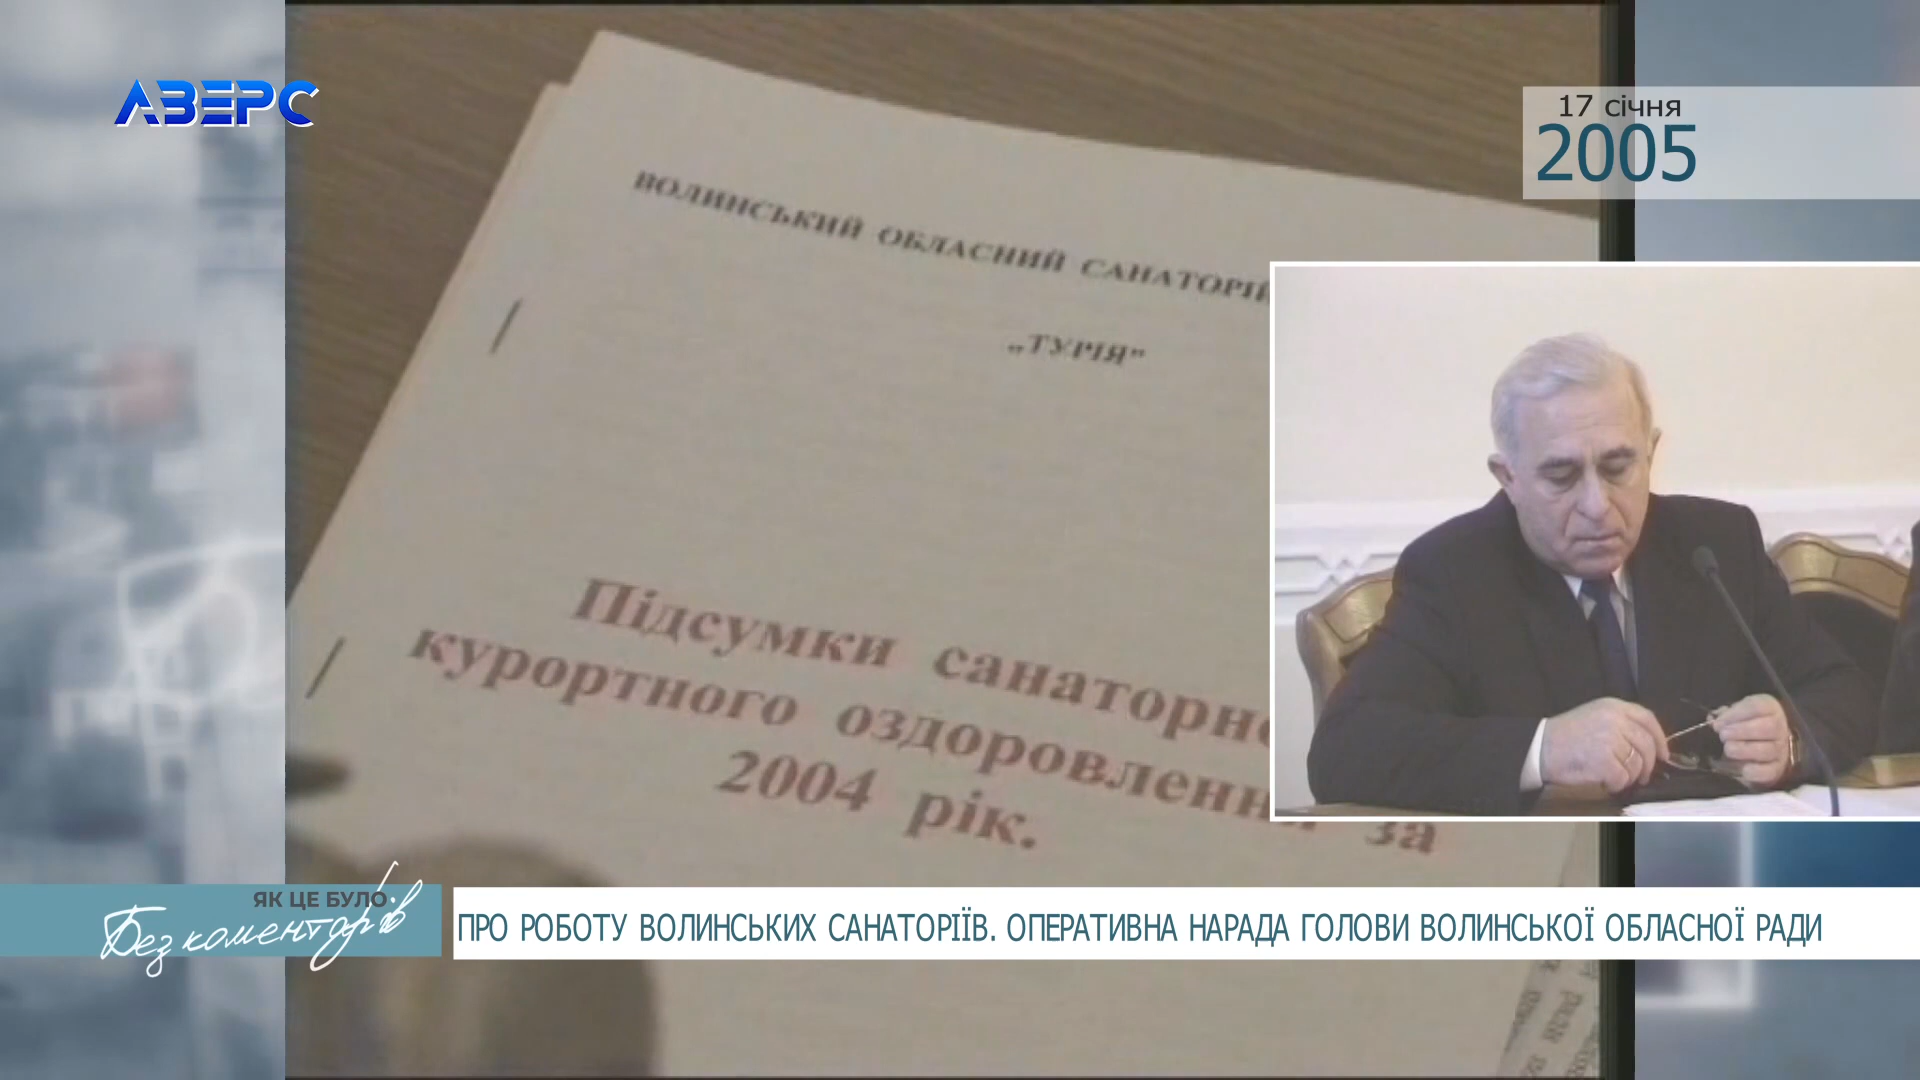 АВЕРС
17 січня
2005
ВОЛИНСЬКИЙ ОБЛАСНИЙ САНАТОРІЙ
„ТУРІЯ"
Підсумки санаторно
курортного оздоровлення за
2004 рік.
ЯК ЦЕ БУЛО
Без коментарів
ПРО РОБОТУ ВОЛИНСЬКИХ САНАТОРІЇВ. ОПЕРАТИВНА НАРАДА ГОЛОВИ ВОЛИНСЬКОЇ ОБЛАСНОЇ РАДИ